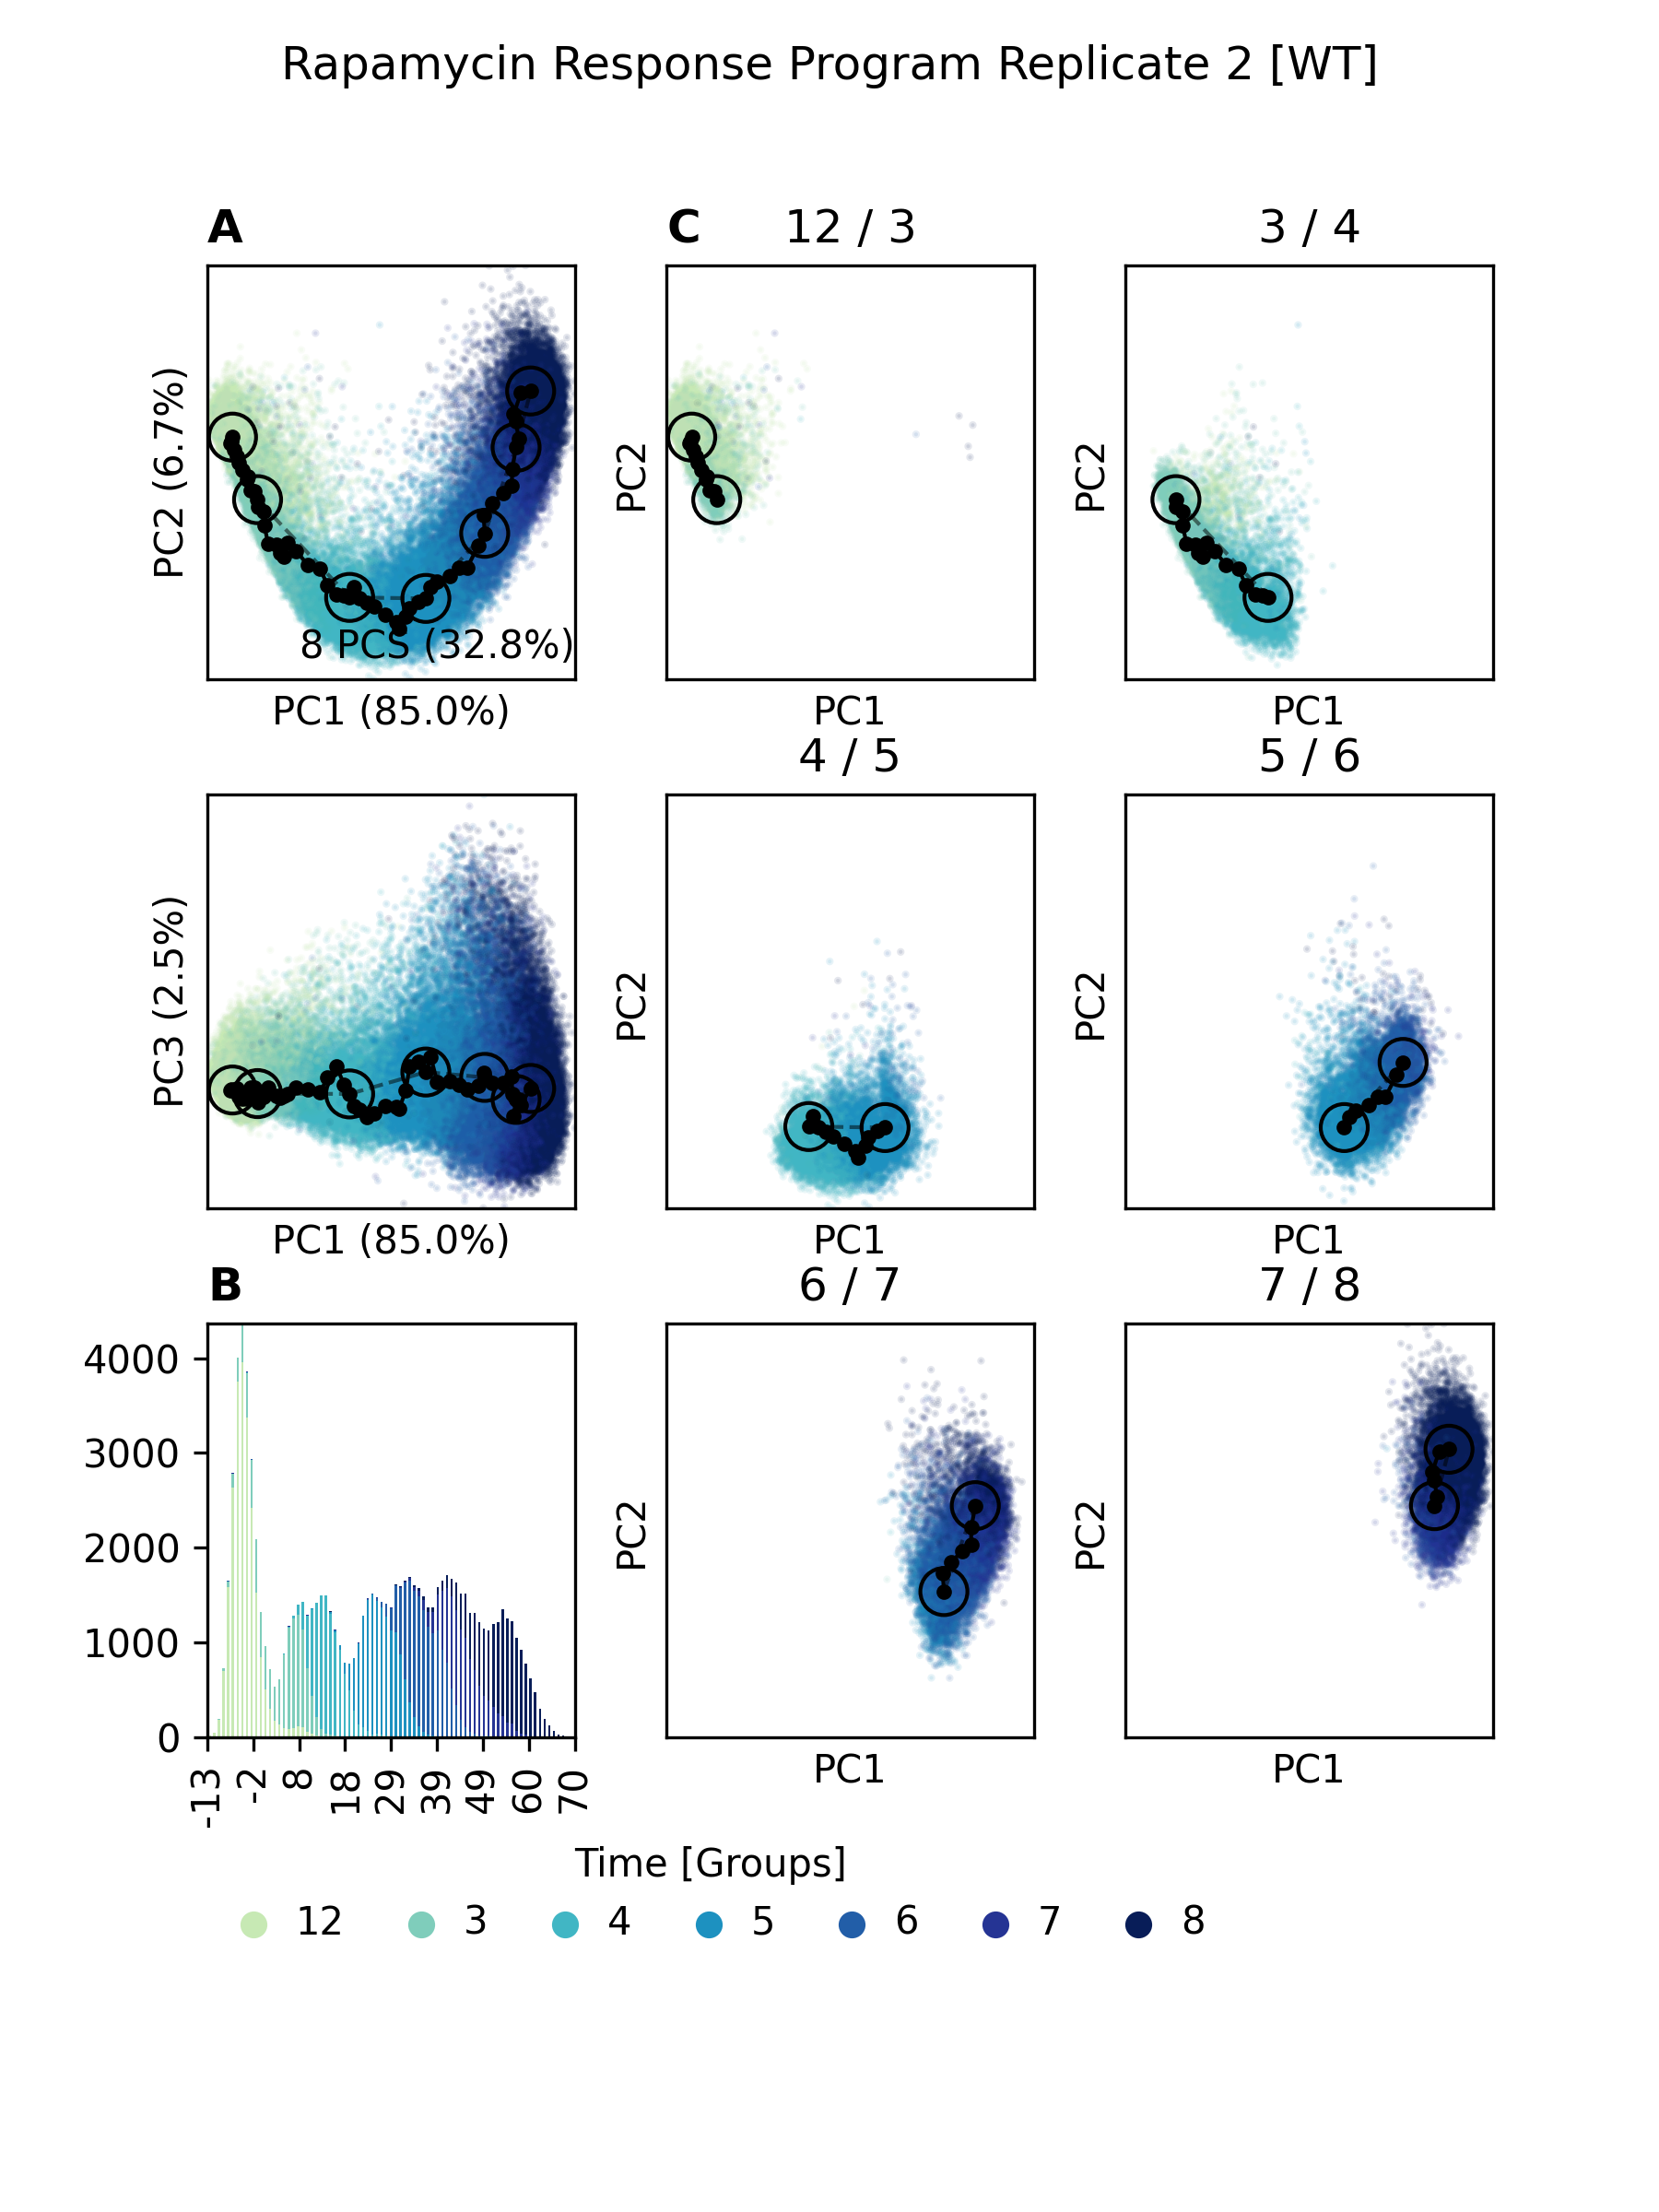 Rapamycin Response Program Replicate 2 [WT]
A
PC2 (6.7%)
8 PCS (32.8%)
PC1 (85.0%)
C
12 / 3
PC2
PC1
3 / 4
PC2
PC1
PC3 (2.5%)
PC1 (85.0%)
4 / 5
PC2
PC1
5 / 6
PC2
PC1
B
4000
3000
2000
1000
0
-13 -2 8 18 29 39 49 60 70
6 / 7
PC2
PC1
7 / 8
PC2
PC1
Time [Groups]
12 3 4 5 6 7 8